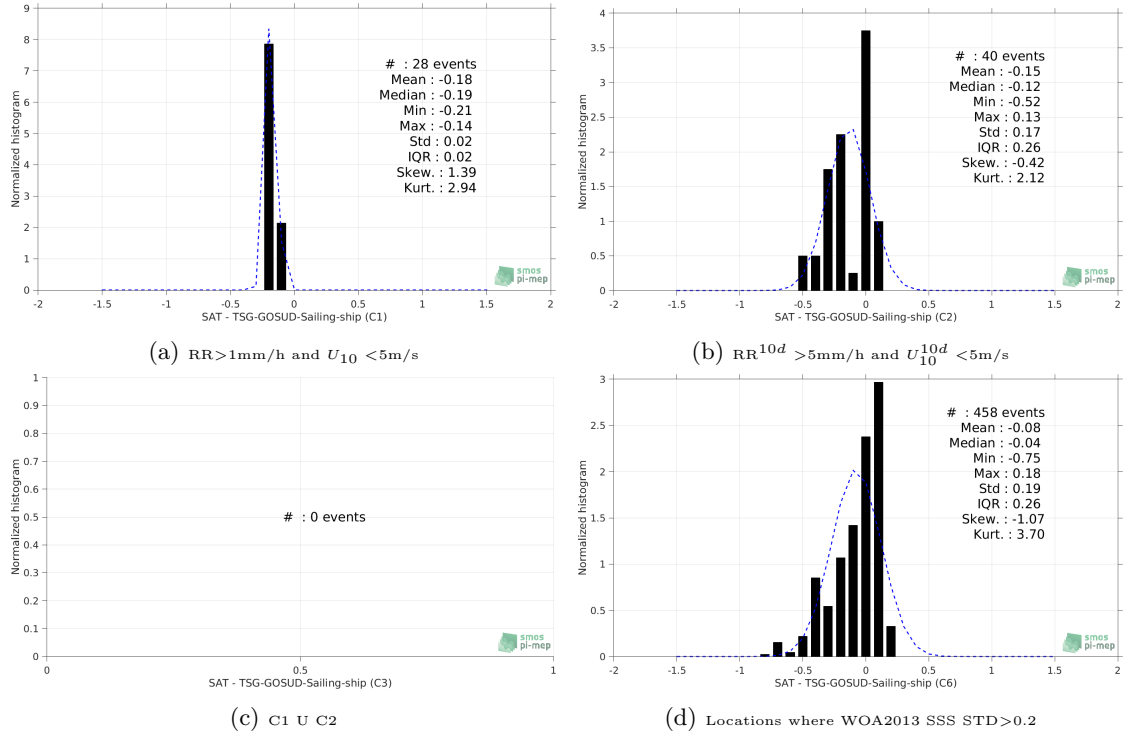 9
8
7
6
5
4
3
2
1
0
Normalized histogram
# : 28 events
Mean : -0.18
Median : -0.19
Min : -0.21
Max : -0.14
Std : 0.02
IQR : 0.02
Skew. : 1.39
Kurt. : 2.94
smos
pi-mep
-2 -1.5 -1 -0.5 0 0.5 1 1.5 2
SAT - TSG-GOSUD-Sailing-ship (C1)
(a) RR>1mm/h and U10 <5m/s
4
3.5
3
2.5
2
1.5
1
0.5
0
Normalized histogram
# : 40 events
Mean : -0.15
Median : -0.12
Min : -0.52
Max : 0.13
Std : 0.17
IQR : 0.26
Skew. : -0.42
Kurt. : 2.12
smos
pi-mep
-2 -1.5 -1 -0.5 0 0.5 1 1.5 2
SAT - TSG-GOSUD-Sailing-ship (C2)
(b) RR^10d >5mm/h and U10^10d <5m/s
1
0.9
0.8
0.7
0.6
0.5
0.4
0.3
0.2
0.1
0
Normalized histogram
# : 0 events
smos
pi-mep
0 0.5 1
SAT - TSG-GOSUD-Sailing-ship (C3)
(c) C1 U C2
3
2.5
2
1.5
1
0.5
0
Normalized histogram
# : 458 events
Mean : -0.08
Median : -0.04
Min : -0.75
Max : 0.18
Std : 0.19
IQR : 0.26
Skew. : -1.07
Kurt. : 3.70
smos
pi-mep
-2 -1.5 -1 -0.5 0 0.5 1 1.5 2
SAT - TSG-GOSUD-Sailing-ship (C6)
(d) Locations where WOA2013 SSS STD>0.2